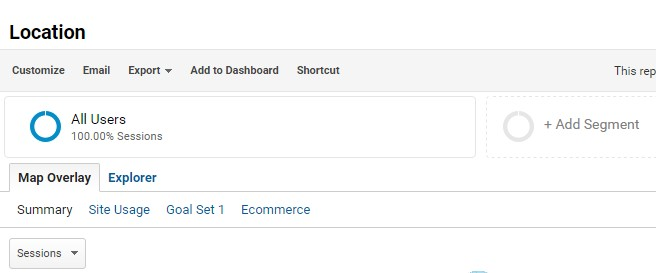 Location
Customize Email Export Add to Dashboard Shortcut This rep
All Users
100.00% Sessions
+ Add Segment
Map Overlay Explorer
Summary Site Usage Goal Set 1 Ecommerce
Sessions